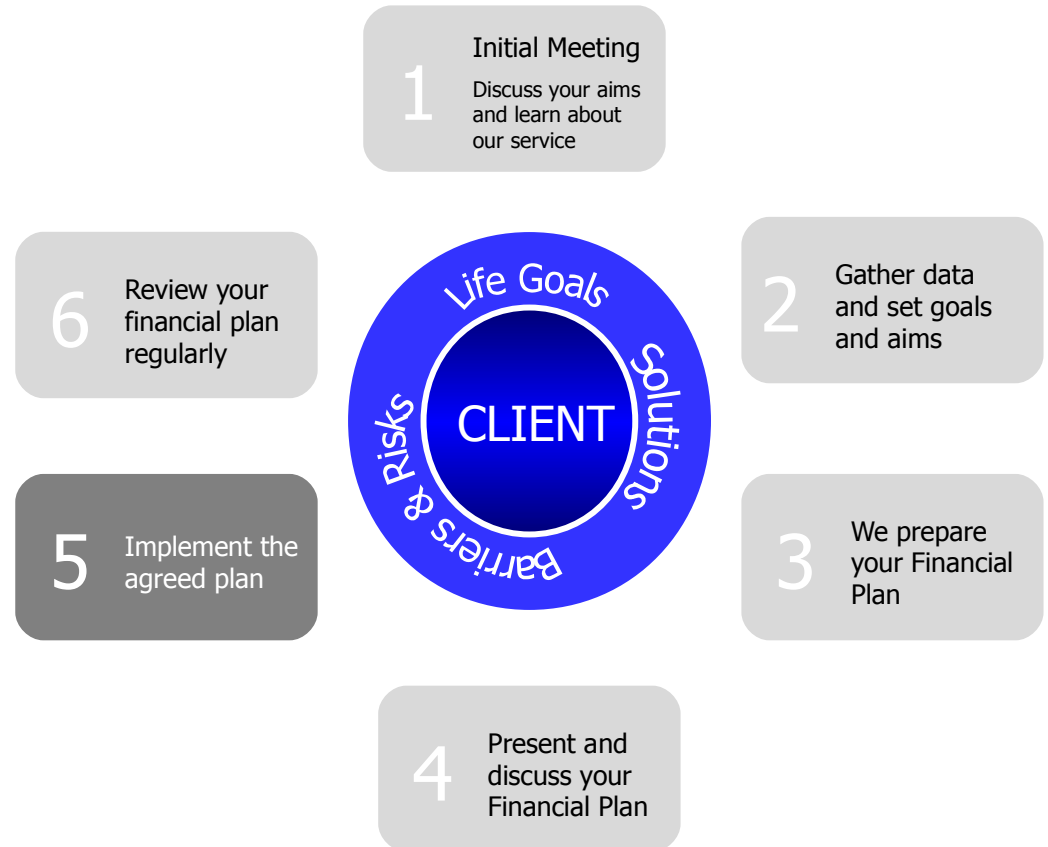 1
Initial Meeting
Discuss your aims
and learn about
our service
2
Gather data
and set goals
and aims
3
We prepare
your Financial
Plan
4
Present and
discuss your
Financial Plan
5
Implement the
agreed plan
6
Review your
financial plan
regularly
Life Goals
Solutions
Barriers & Risks
CLIENT